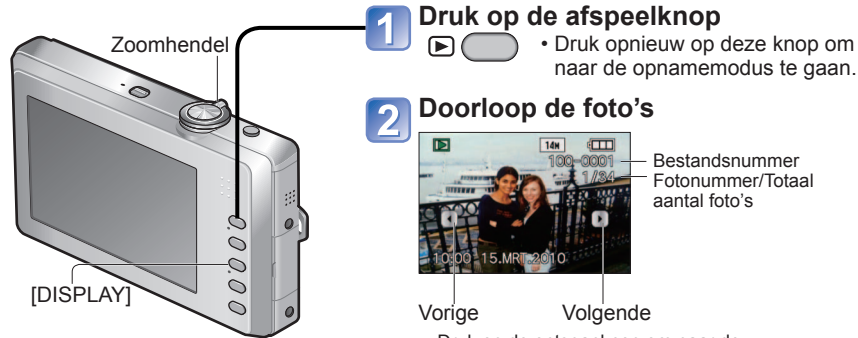 Zoomhendel
[DISPLAY]
1 Druk op de afspeelknop
• Druk opnieuw op deze knop om
naar de opnamemodus te gaan.
2 Doorloop de foto's
14M
100-0001
1/34
10:00 15.MRT.2010
Bestandsnummer
Fotonummer/Totaal
aantal foto's
Vorige
Volgende